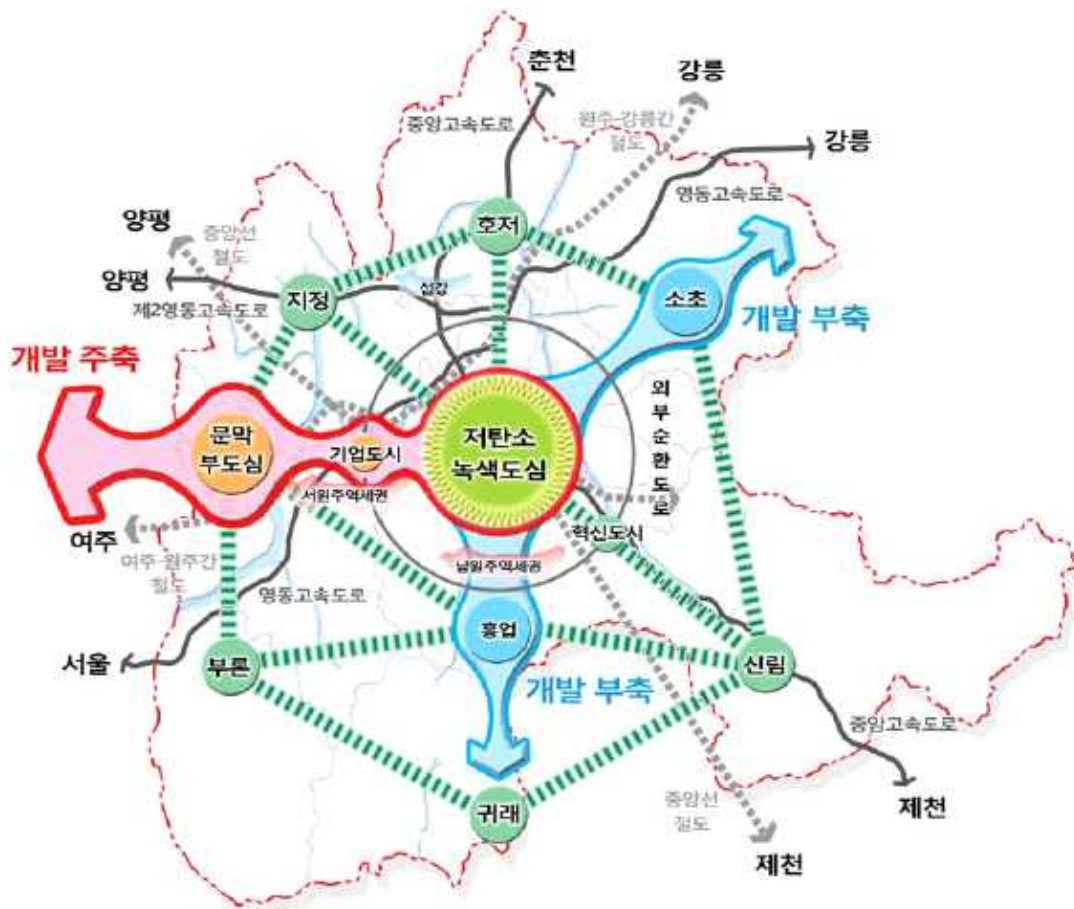 춘천
강릉
중앙고속도로
원주-강릉간
철도
강릉
영동고속도로
양평
중앙선
철도
호저
양평
섬강
소초
지정
제2영동고속도로
개발 부축
개발 주축
외부순환도로
문막
부도심
기업도시
저탄소
녹색도심
서원주역세권
여주
혁신도시
여주-원주간
철도
남원주역세권
영동고속도로
흥업
서울
부론
신림
개발 부축
중앙고속도로
귀래
중앙선
철도
제천
제천